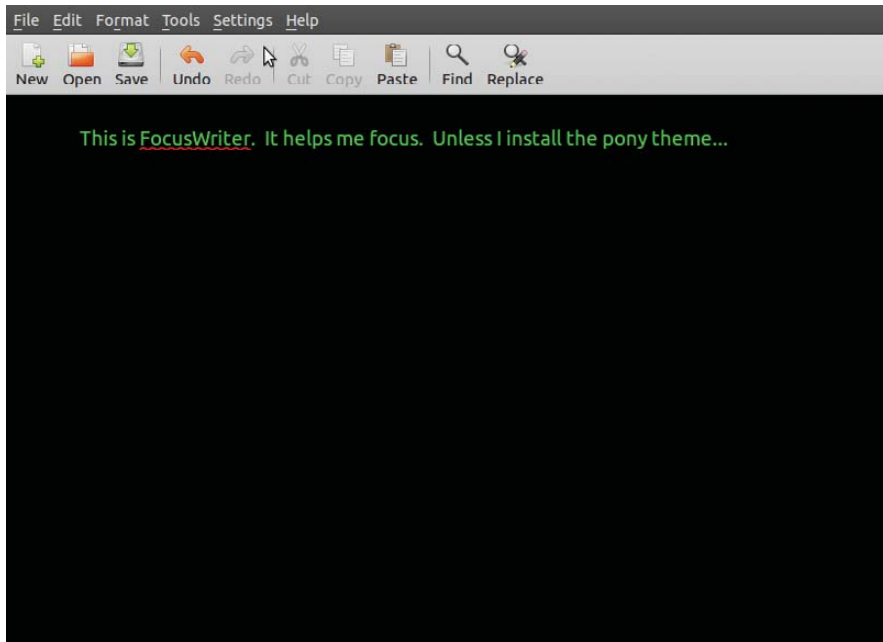 File Edit Format Tools Settings Help
New Open Save Undo Redo Cut Copy Paste Find Replace
This is FocusWriter.  It helps me focus.  Unless I install the pony theme...